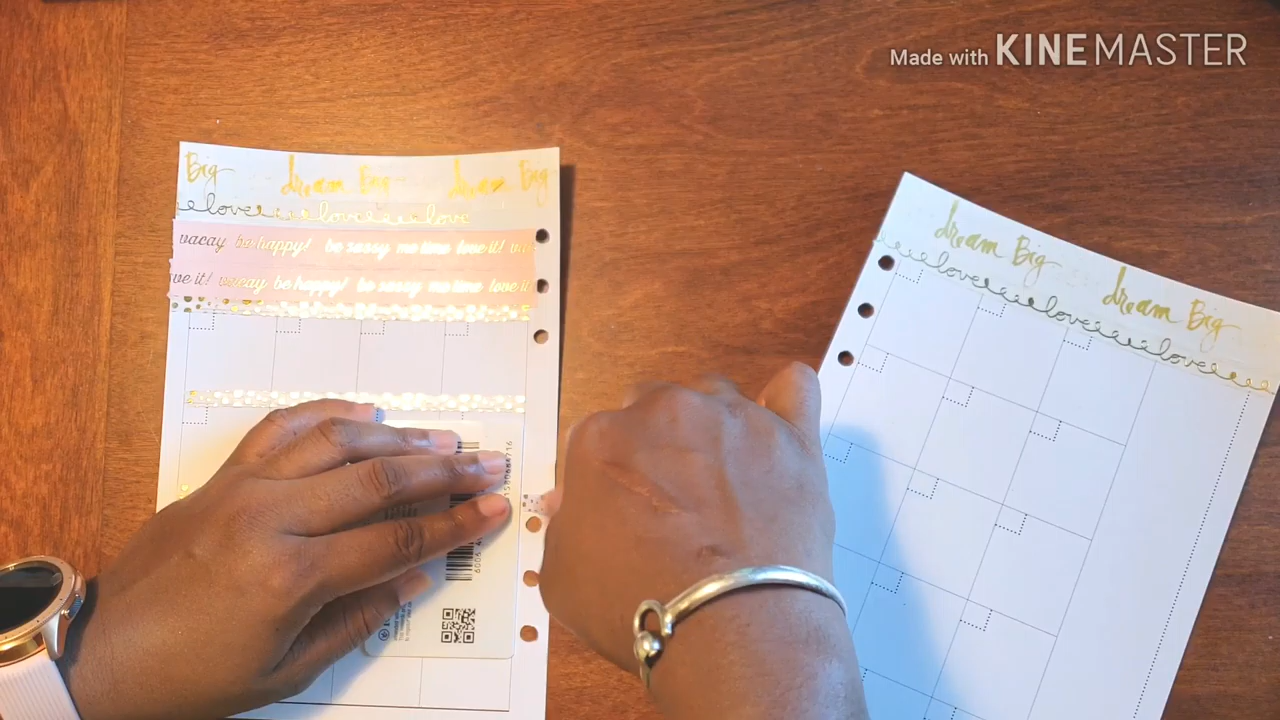 Made with KINEMASTER
Big dream Big dream Big
love love love
vacay be happy! be sassy me time love it!
ve it! vacay be happy! be sassy me time love it
dream Big dream Big
love love love